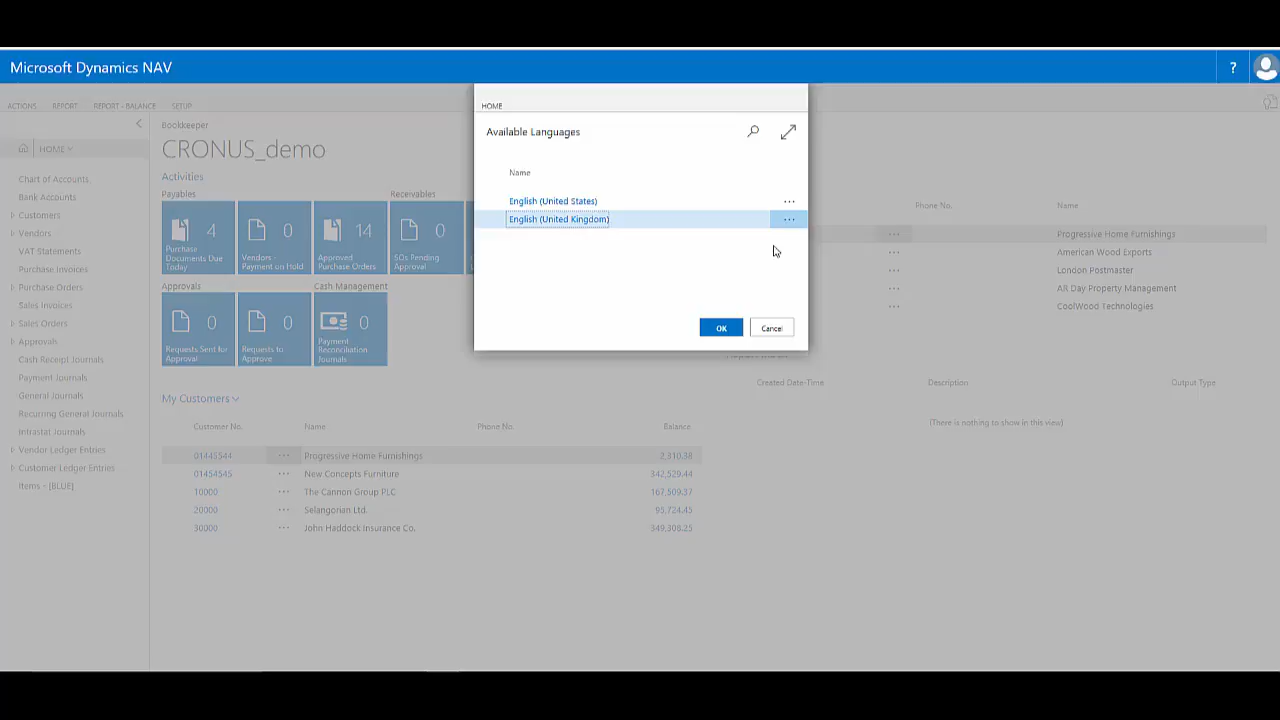 Microsoft Dynamics NAV
?
ACTIONS REPORT REPORT - BALANCE SETUP
HOME
Available Languages
Name
English (United States)
English (United Kingdom)
OK Cancel
HOME
Chart of Accounts
Bank Accounts
Customers
Vendors
VAT Statements
Purchase Invoices
Purchase Orders
Sales Invoices
Sales Orders
Approvals
Cash Receipt Journals
Payment Journals
General Journals
Recurring General Journals
Intrastat Journals
Vendor Ledger Entries
Customer Ledger Entries
Items - [BLUE]
Bookkeeper
CRONUS_demo
Activities
Payables Receivables
4 Purchase Documents Due Today
0 Vendors - Payment on Hold
14 Approved Purchase Orders
0 SOs Pending Approval
Approvals Cash Management
0 Requests Sent for Approval
0 Requests to Approve
0 Payment Reconciliation Journals
My Customers
Customer No. Name Phone No. Balance
01445544 Progressive Home Furnishings 2,310.38
01454545 New Concepts Furniture 342,529.44
10000 The Cannon Group PLC 167,509.37
20000 Selangorian Ltd. 95,724.45
30000 John Haddock Insurance Co. 349,306.25
Phone No. Name
Progressive Home Furnishings
American Wood Exports
London Postmaster
AR Day Property Management
CoolWood Technologies
Created Date-Time Description Output Type
(There is nothing to show in this view)